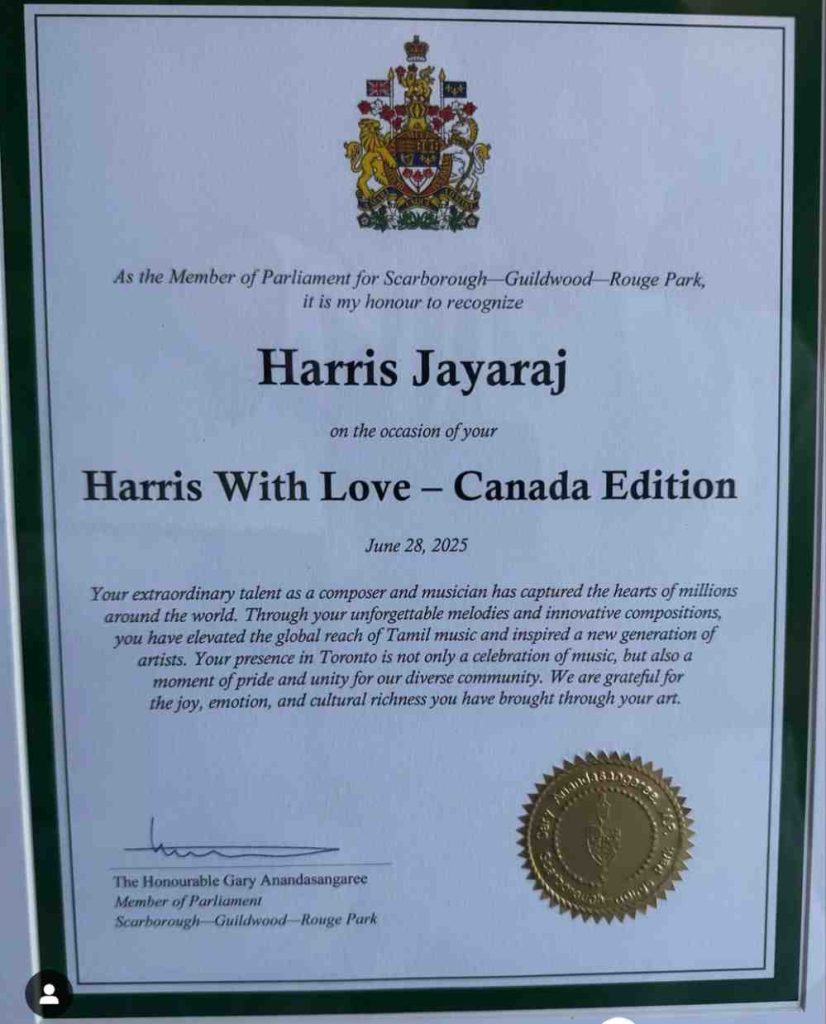 As the Member of Parliament for Scarborough—Guildwood—Rouge Park,
it is my honour to recognize
Harris Jayaraj
on the occasion of your
Harris With Love – Canada Edition
June 28, 2025
Your extraordinary talent as a composer and musician has captured the hearts of millions
around the world. Through your unforgettable melodies and innovative compositions,
you have elevated the global reach of Tamil music and inspired a new generation of
artists. Your presence in Toronto is not only a celebration of music, but also a
moment of pride and unity for our diverse community. We are grateful for
the joy, emotion, and cultural richness you have brought through your art.
The Honourable Gary Anandasangaree
Member of Parliament
Scarborough—Guildwood—Rouge Park
Gary Anandasangaree
Scarborough